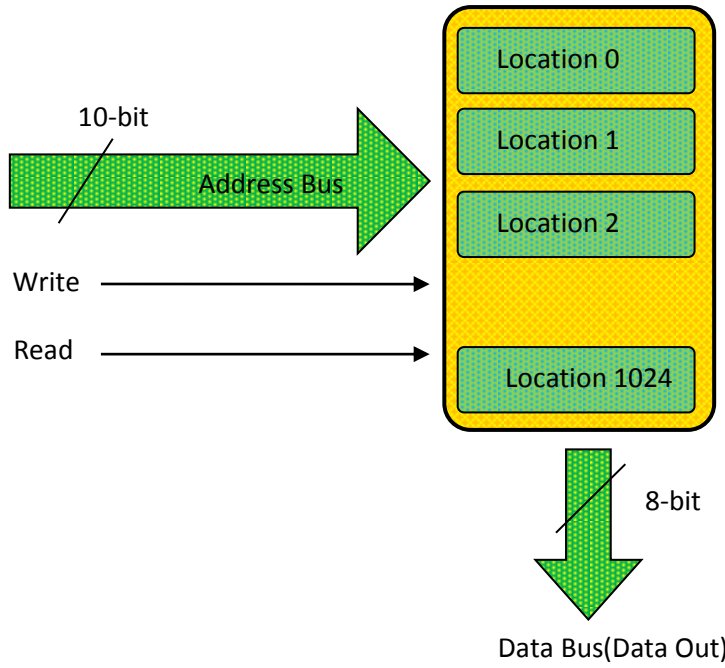 Location 0
10-bit
Location 1
Address Bus
Location 2
Write
Read
Location 1024
8-bit
Data Bus(Data Out)